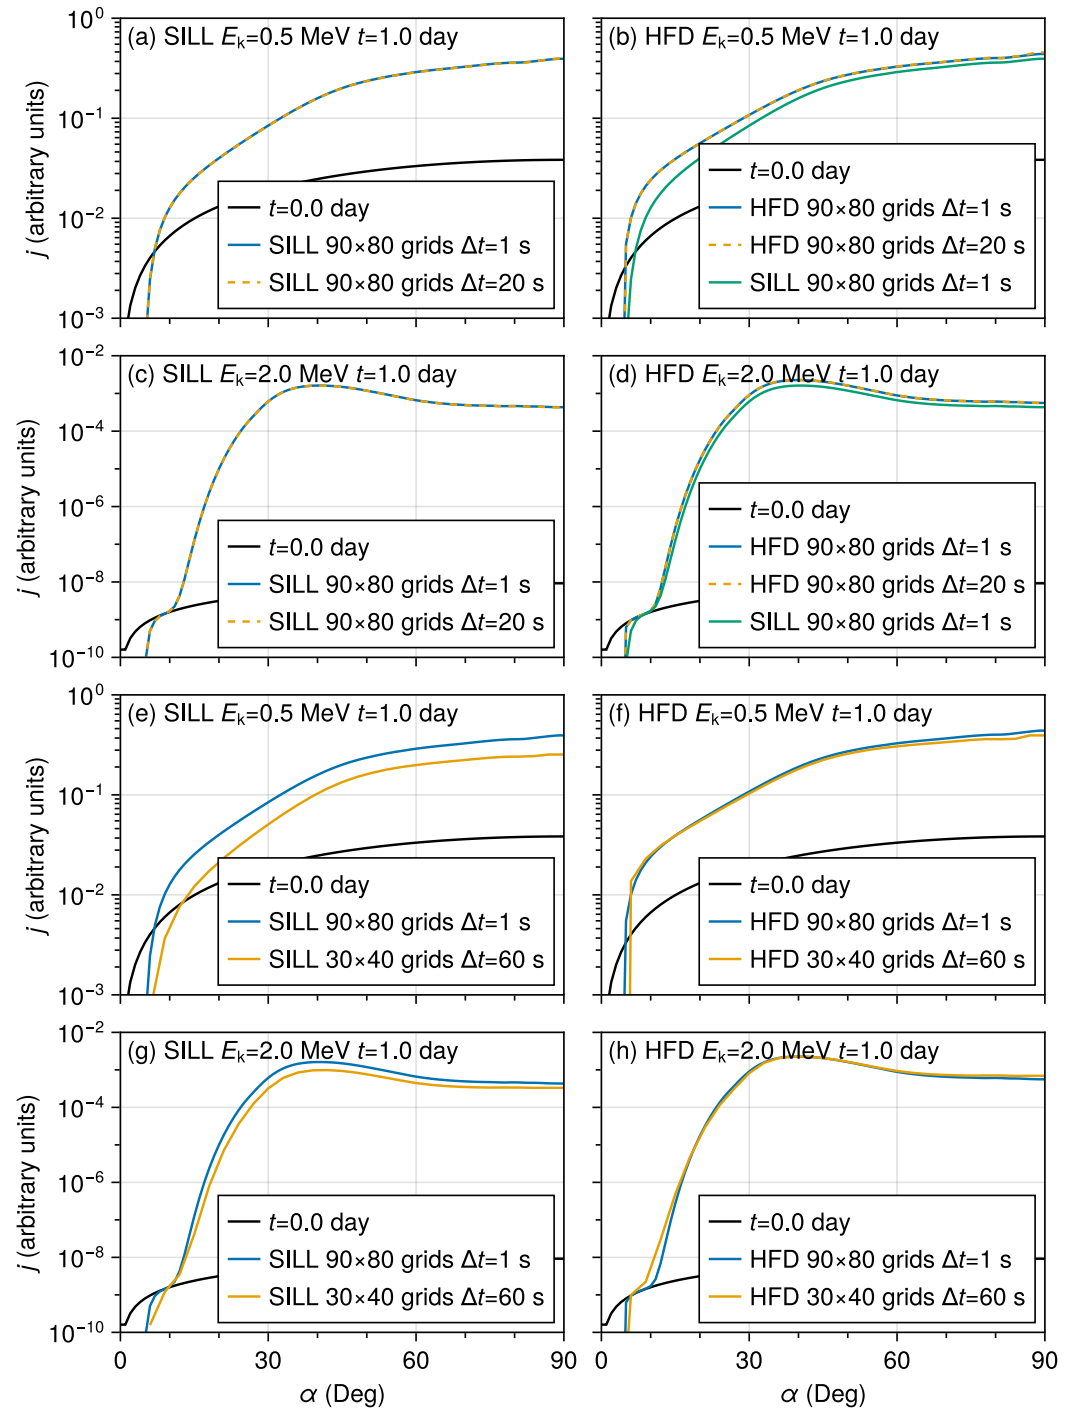 (a) SILL Eₖ=0.5 MeV t=1.0 day
10⁰
10⁻¹
10⁻²
10⁻³
j (arbitrary units)
t=0.0 day
SILL 90×80 grids Δt=1 s
SILL 90×80 grids Δt=20 s
(b) HFD Eₖ=0.5 MeV t=1.0 day
t=0.0 day
HFD 90×80 grids Δt=1 s
HFD 90×80 grids Δt=20 s
SILL 90×80 grids Δt=1 s
(c) SILL Eₖ=2.0 MeV t=1.0 day
10⁻²
10⁻⁴
10⁻⁶
10⁻⁸
10⁻¹⁰
j (arbitrary units)
t=0.0 day
SILL 90×80 grids Δt=1 s
SILL 90×80 grids Δt=20 s
(d) HFD Eₖ=2.0 MeV t=1.0 day
t=0.0 day
HFD 90×80 grids Δt=1 s
HFD 90×80 grids Δt=20 s
SILL 90×80 grids Δt=1 s
(e) SILL Eₖ=0.5 MeV t=1.0 day
10⁰
10⁻¹
10⁻²
10⁻³
j (arbitrary units)
t=0.0 day
SILL 90×80 grids Δt=1 s
SILL 30×40 grids Δt=60 s
(f) HFD Eₖ=0.5 MeV t=1.0 day
t=0.0 day
HFD 90×80 grids Δt=1 s
HFD 30×40 grids Δt=60 s
(g) SILL Eₖ=2.0 MeV t=1.0 day
10⁻²
10⁻⁴
10⁻⁶
10⁻⁸
10⁻¹⁰
j (arbitrary units)
t=0.0 day
SILL 90×80 grids Δt=1 s
SILL 30×40 grids Δt=60 s
0 30 60 90
α (Deg)
(h) HFD Eₖ=2.0 MeV t=1.0 day
t=0.0 day
HFD 90×80 grids Δt=1 s
HFD 30×40 grids Δt=60 s
0 30 60 90
α (Deg)